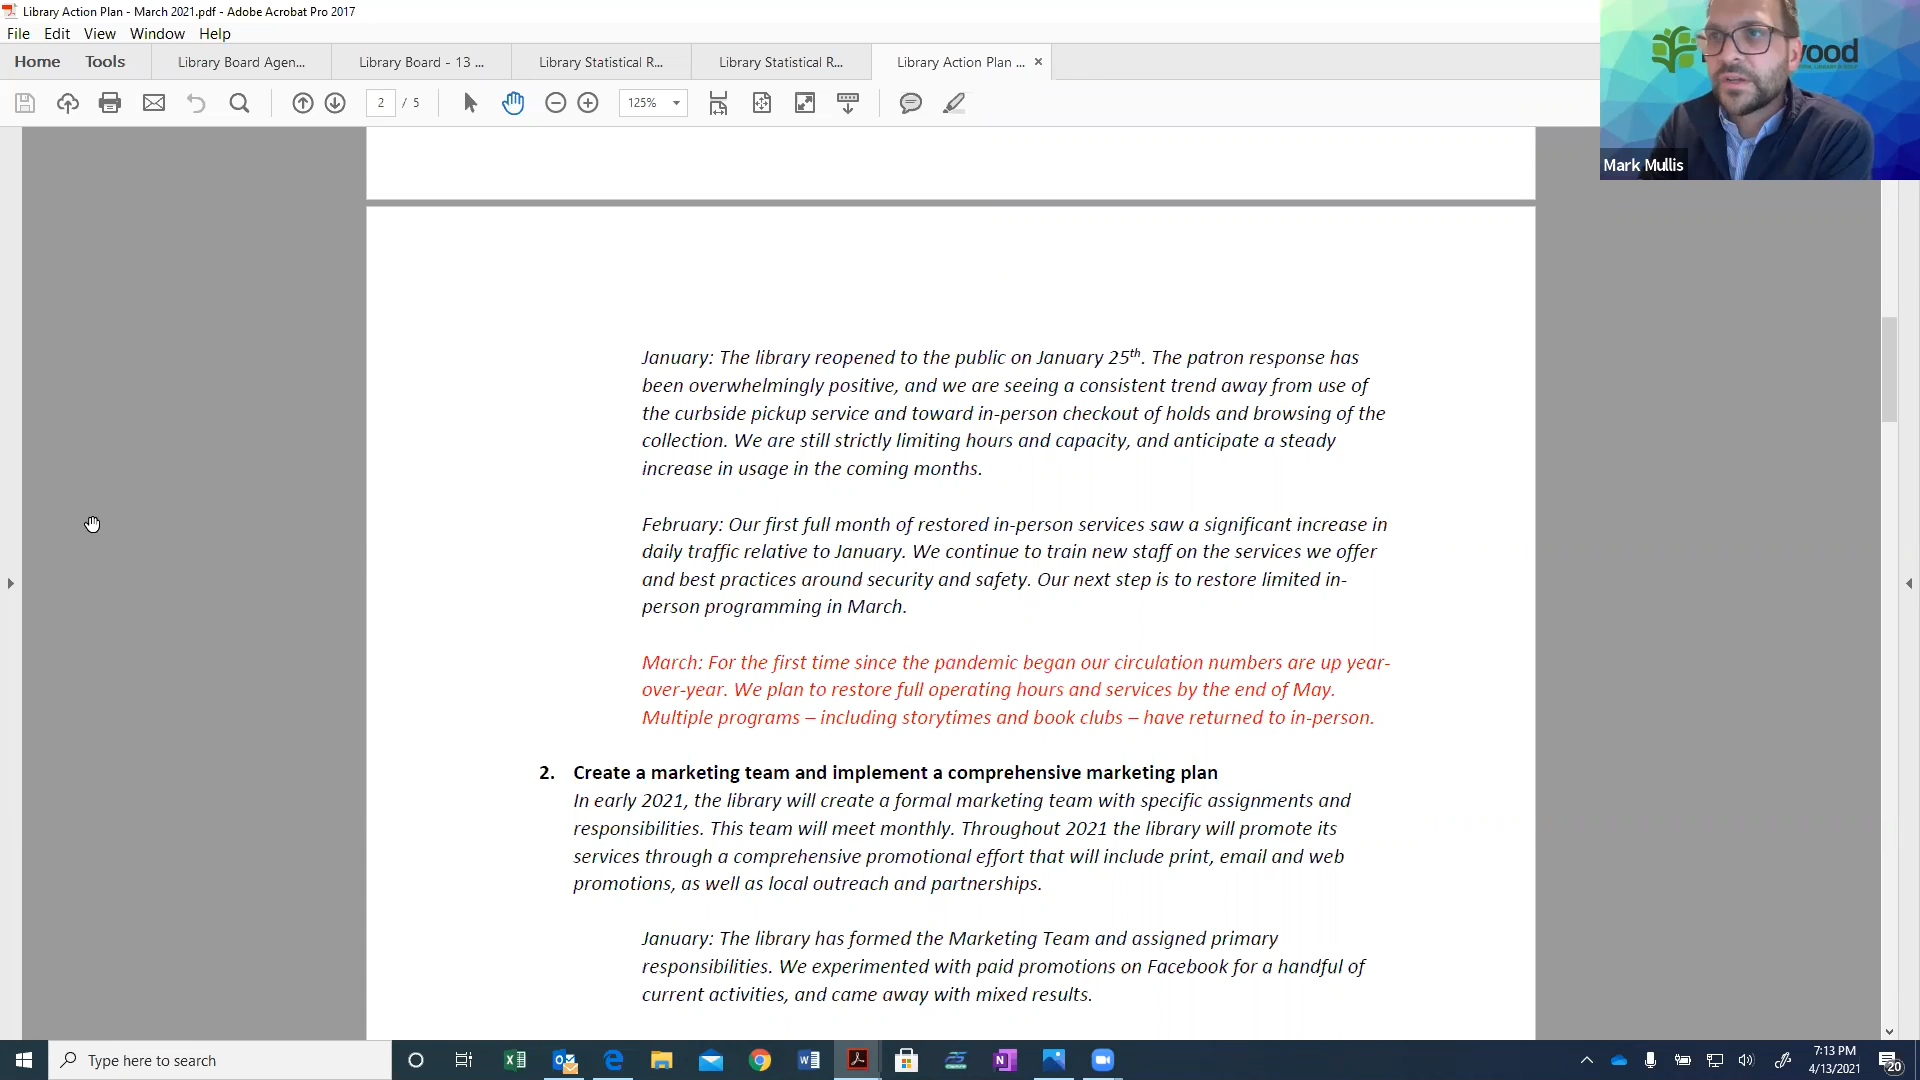 Library Action Plan - March 2021.pdf - Adobe Acrobat Pro 2017
File Edit View Window Help
Home Tools Library Board Agen... Library Board - 13 ... Library Statistical R... Library Statistical R... Library Action Plan ... ×
2 / 5 125%
ood
Mark Mullis
January: The library reopened to the public on January 25th. The patron response has
been overwhelmingly positive, and we are seeing a consistent trend away from use of
the curbside pickup service and toward in-person checkout of holds and browsing of the
collection. We are still strictly limiting hours and capacity, and anticipate a steady
increase in usage in the coming months.
February: Our first full month of restored in-person services saw a significant increase in
daily traffic relative to January. We continue to train new staff on the services we offer
and best practices around security and safety. Our next step is to restore limited in-
person programming in March.
March: For the first time since the pandemic began our circulation numbers are up year-
over-year. We plan to restore full operating hours and services by the end of May.
Multiple programs – including storytimes and book clubs – have returned to in-person.
2. Create a marketing team and implement a comprehensive marketing plan
In early 2021, the library will create a formal marketing team with specific assignments and
responsibilities. This team will meet monthly. Throughout 2021 the library will promote its
services through a comprehensive promotional effort that will include print, email and web
promotions, as well as local outreach and partnerships.
January: The library has formed the Marketing Team and assigned primary
responsibilities. We experimented with paid promotions on Facebook for a handful of
current activities, and came away with mixed results.
Type here to search
7:13 PM
4/13/2021
20